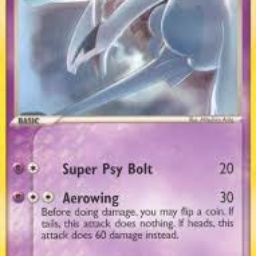 BASIC
Super Psy Bolt 20
Aerowing 30
Before doing damage, you may flip a coin. If
tails, this attack does nothing. If heads, this
attack does 60 damage instead.